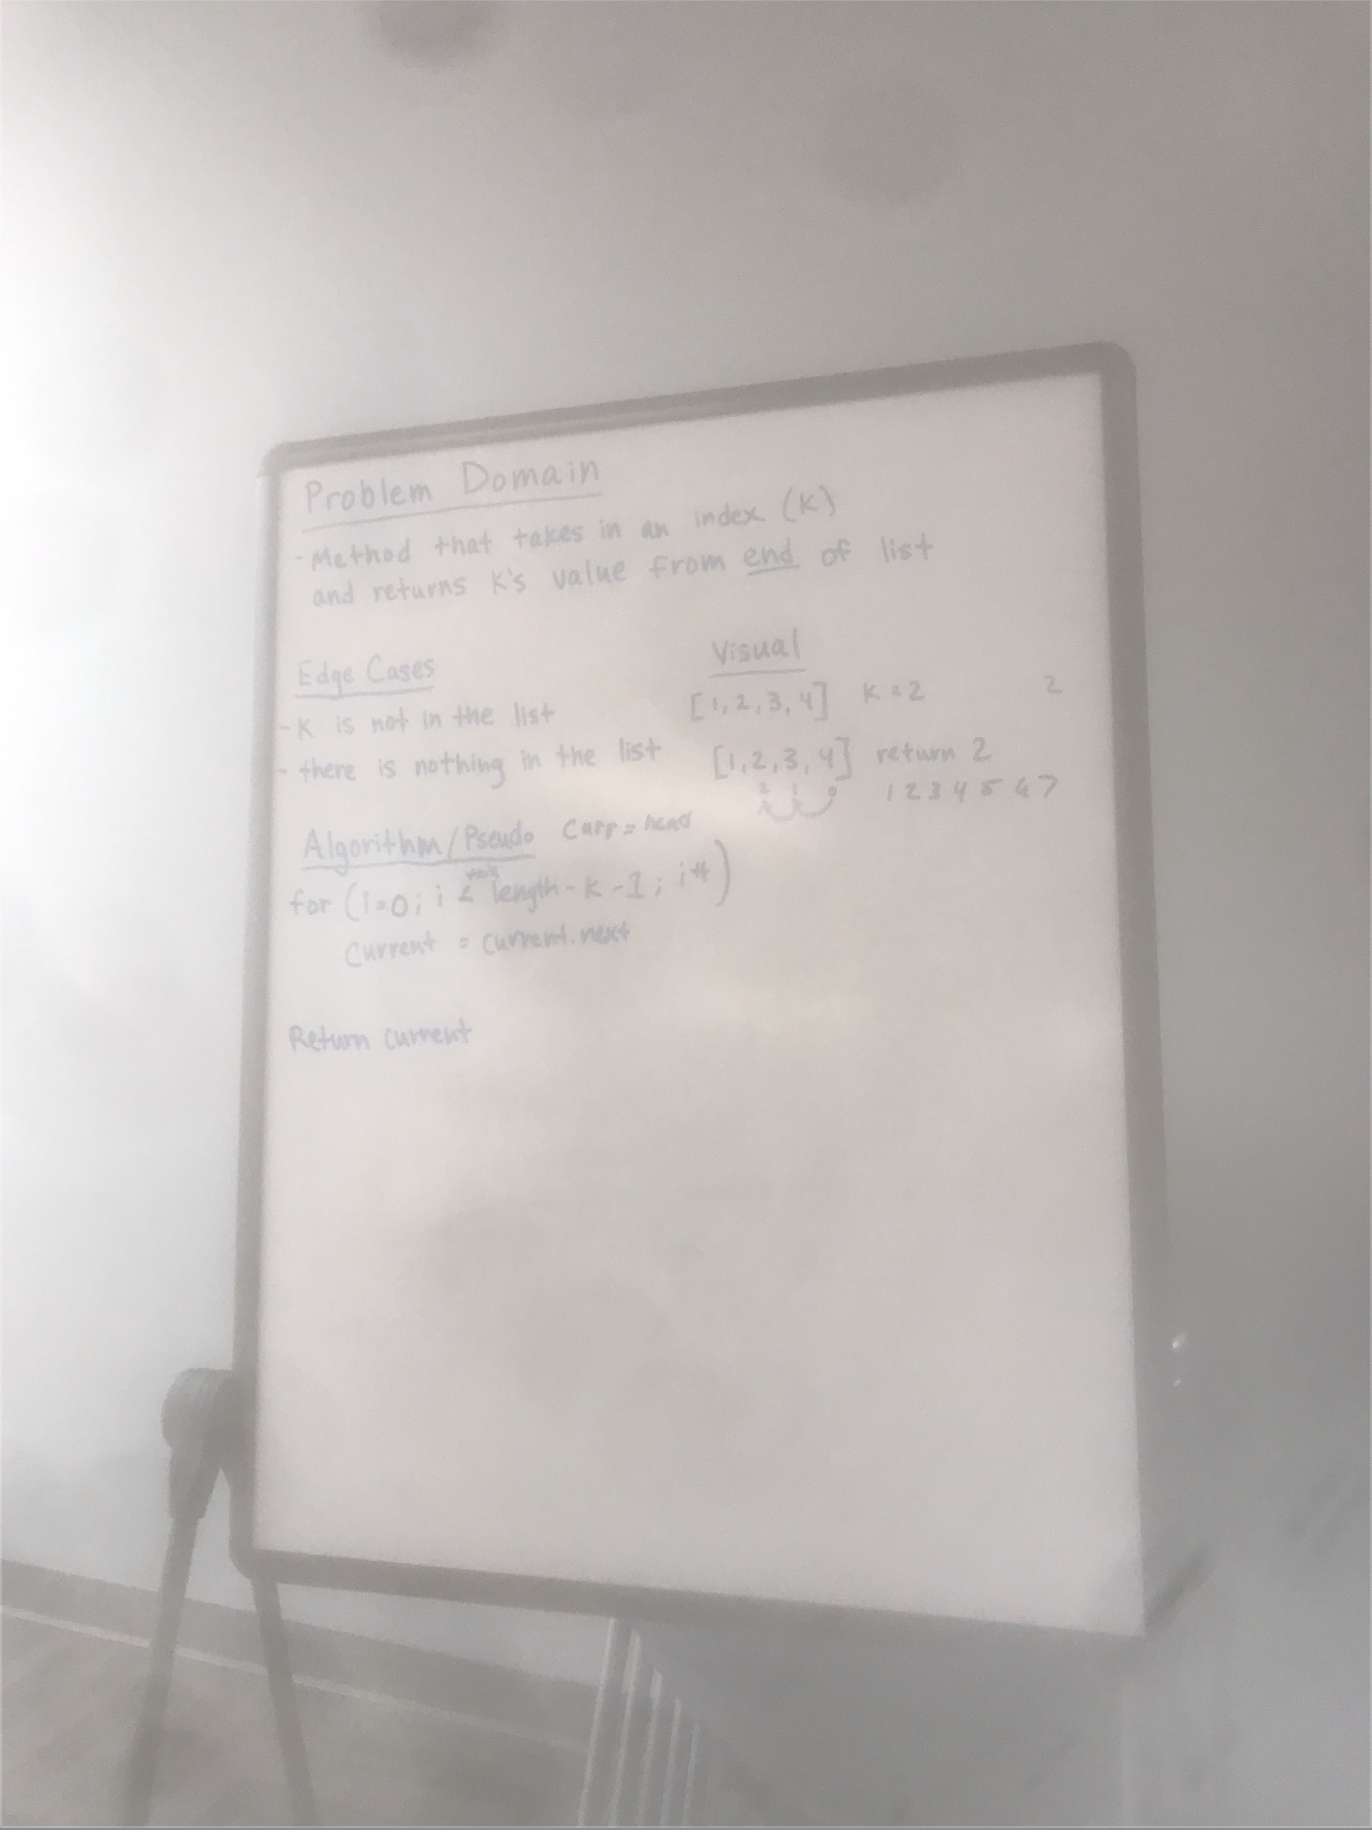 Problem Domain
- Method that takes in an index (K)
and returns K's value from end of list
Edge Cases
- K is not in the list
- there is nothing in the list
Visual
[1, 2, 3, 4] K = 2
2
[1, 2, 3, 4] return 2
2 1 0
1 2 3 4 5 6 7
Algorithm/Pseudo Curr = head
for (i=0; i < length - k - 1; i++)
Current = current.next
Return current